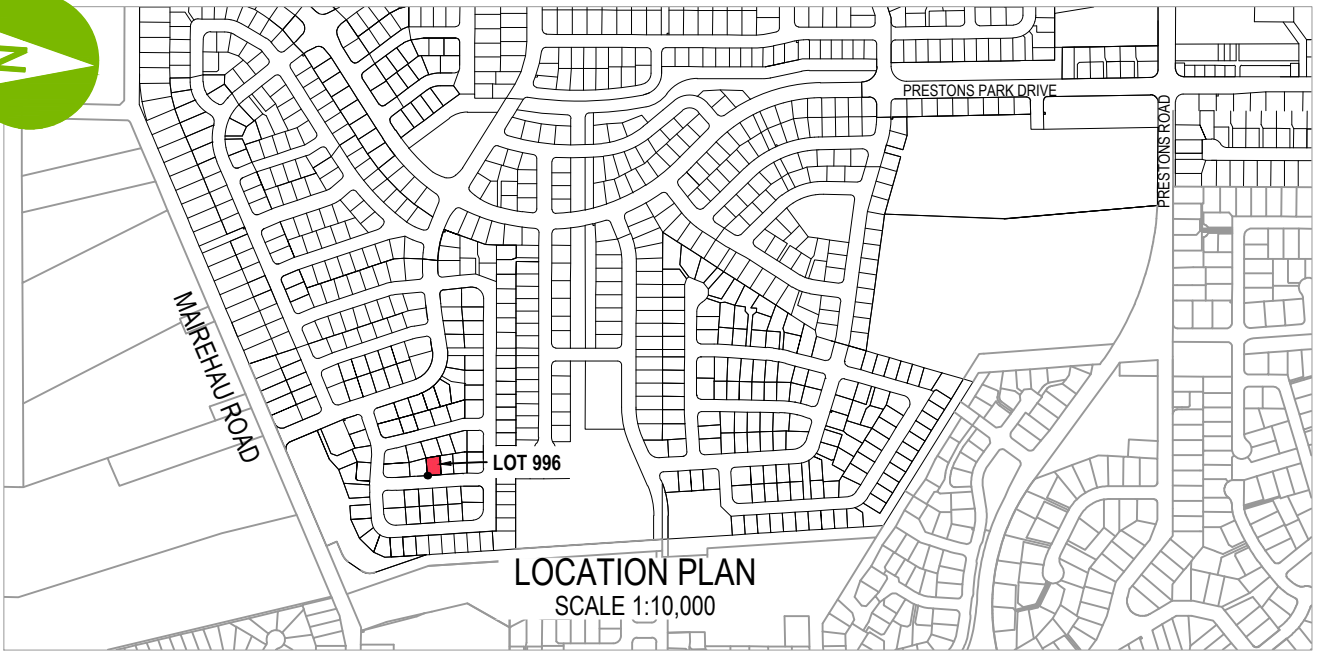 N
PRESTONS PARK DRIVE
PRESTONS ROAD
MAIREHAU ROAD
LOT 996
LOCATION PLAN
SCALE 1:10,000